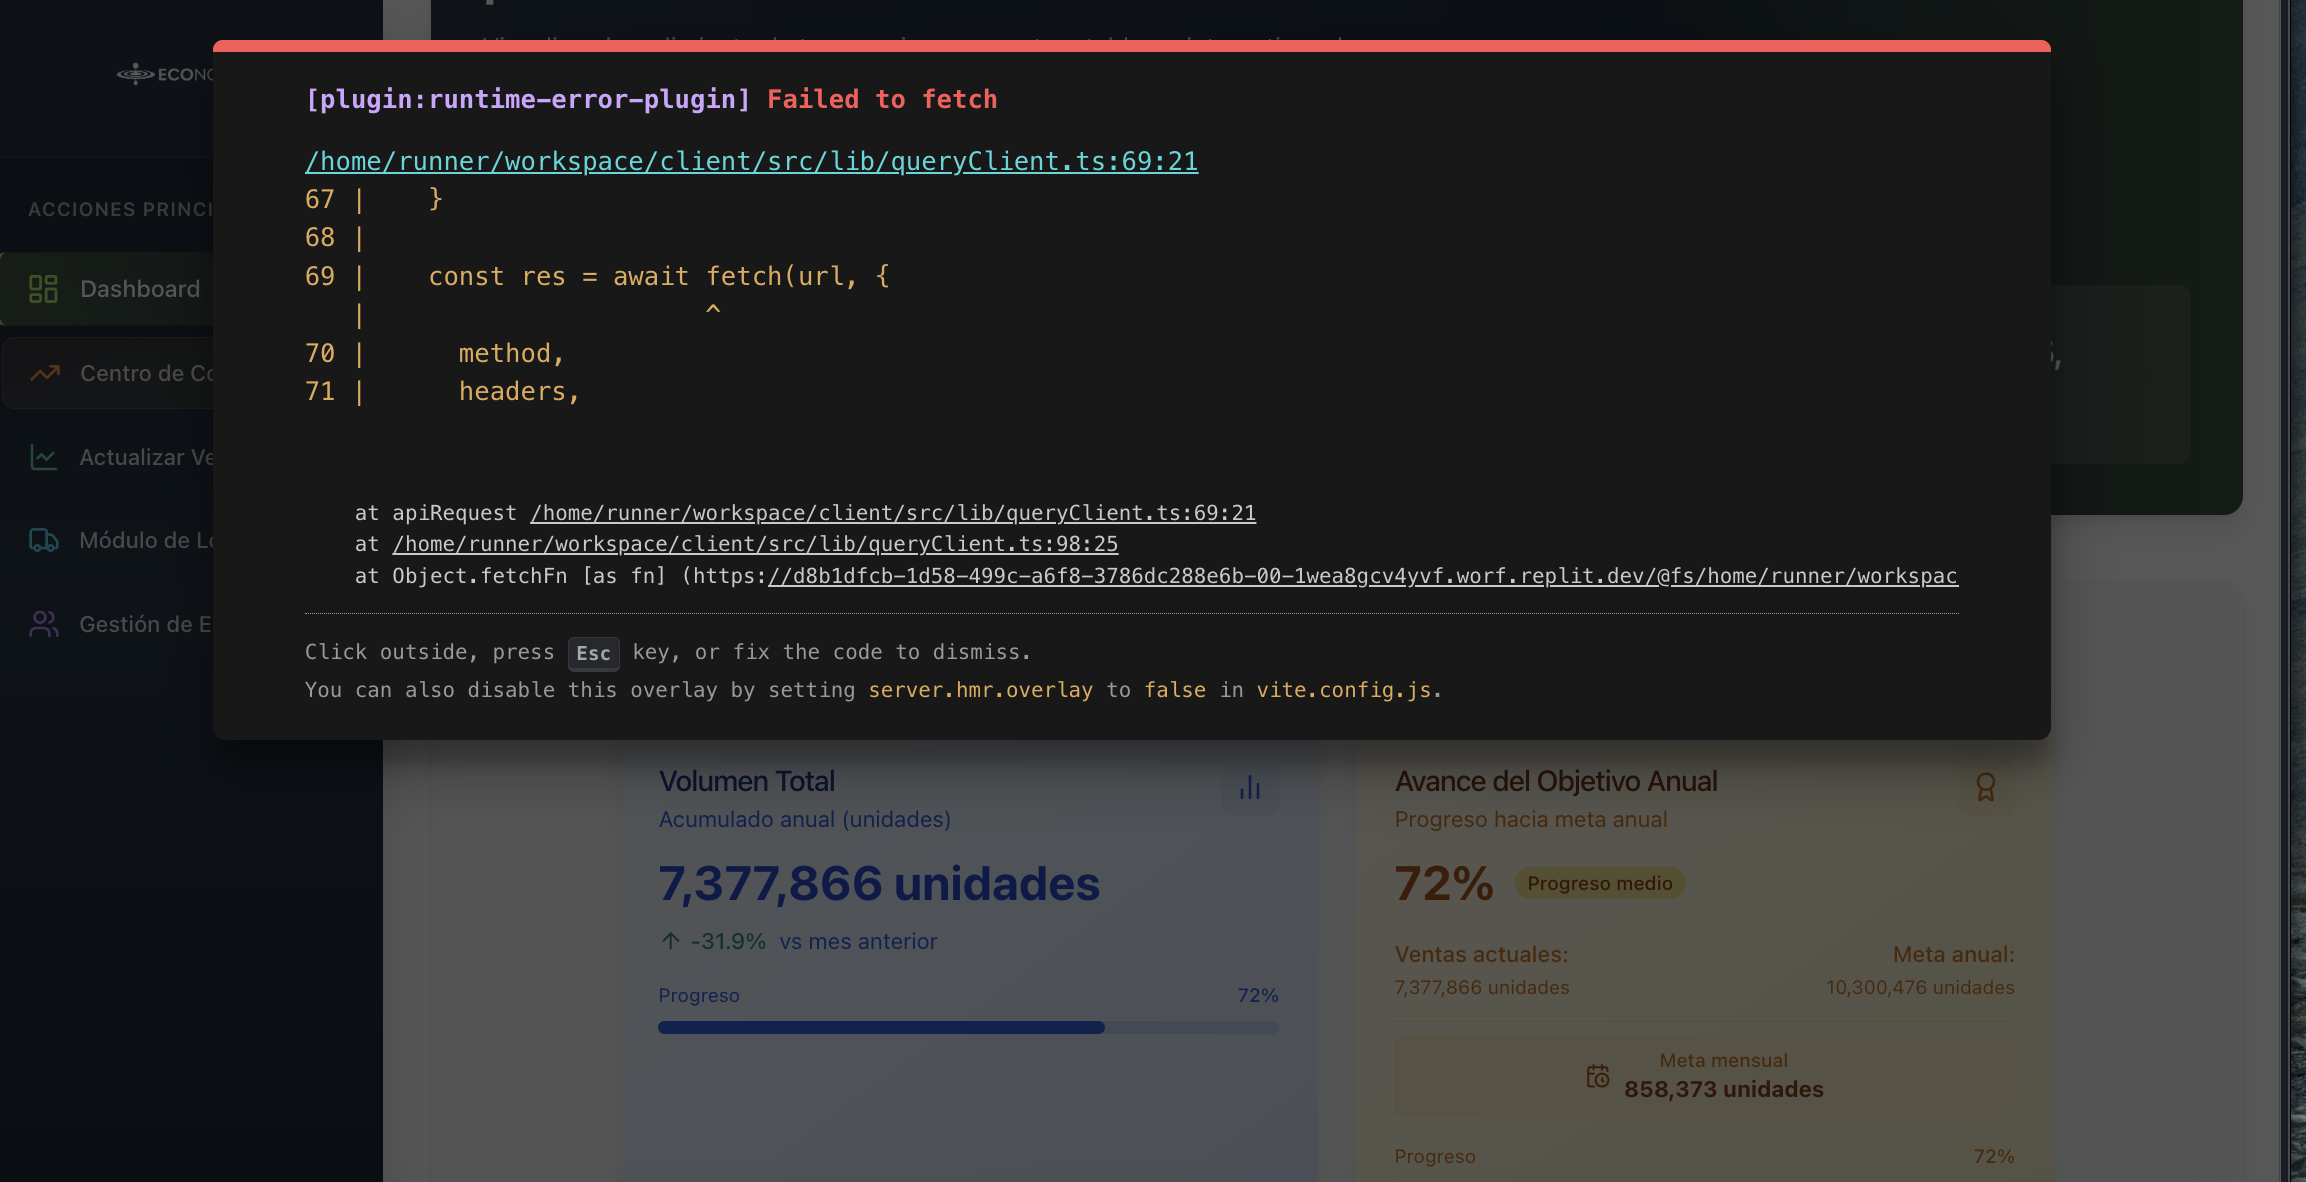 [plugin:runtime-error-plugin] Failed to fetch
/home/runner/workspace/client/src/lib/queryClient.ts:69:21
67 |    }
68 |
69 |    const res = await fetch(url, {
   |                      ^
70 |      method,
71 |      headers,
at apiRequest /home/runner/workspace/client/src/lib/queryClient.ts:69:21
at /home/runner/workspace/client/src/lib/queryClient.ts:98:25
at Object.fetchFn [as fn] (https://d8b1dfcb-1d58-499c-a6f8-3786dc288e6b-00-1wea8gcv4yvf.worf.replit.dev/@fs/home/runner/workspac
Click outside, press Esc key, or fix the code to dismiss.
You can also disable this overlay by setting server.hmr.overlay to false in vite.config.js.
ECONO
ACCIONES PRINCI
Dashboard
Centro de Co
Actualizar Ve
Módulo de Lo
Gestión de E
Volumen Total
Acumulado anual (unidades)
7,377,866 unidades
↑ -31.9% vs mes anterior
Progreso 72%
Avance del Objetivo Anual
Progreso hacia meta anual
72% Progreso medio
Ventas actuales: Meta anual:
7,377,866 unidades 10,300,476 unidades
Meta mensual
858,373 unidades
Progreso 72%